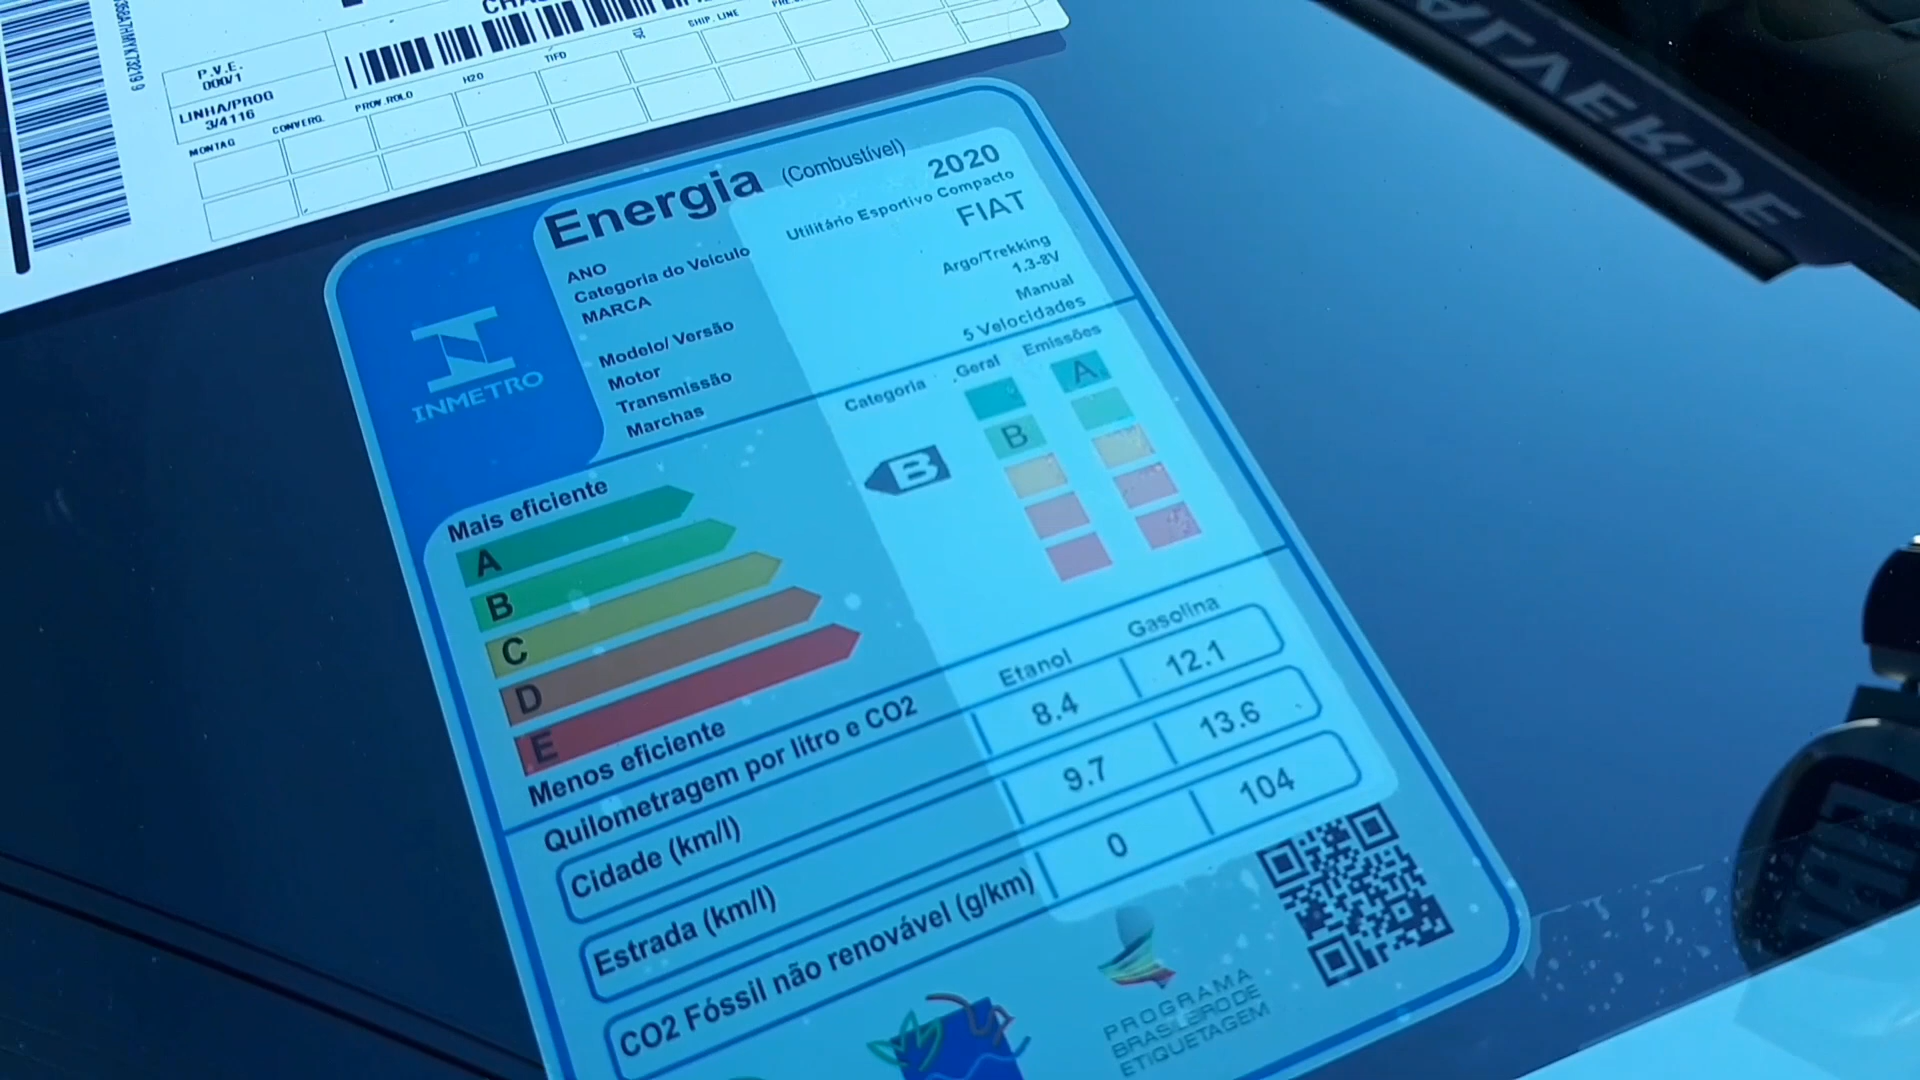 P.V.E.
000/1
LINHA/PROG
3/4116
MONTAG
CONVERG.
PROV.ROLO
H2O
TIFO
SHIP. LINE
Energia (Combustível)
ANO 2020
Categoria do Veículo Utilitário Esportivo Compacto
MARCA FIAT
Modelo/ Versão Argo/Trekking
Motor 1.3-8V
Transmissão Manual
Marchas 5 Velocidades
INMETRO
Categoria Geral Emissões
A
B B
Mais eficiente
A
B
C
D
E
Menos eficiente
Quilometragem por litro e CO2 Etanol Gasolina
Cidade (km/l) 8.4 12.1
Estrada (km/l) 9.7 13.6
CO2 Fóssil não renovável (g/km) 0 104
PROGRAMA
BRASILEIRO DE
ETIQUETAGEM